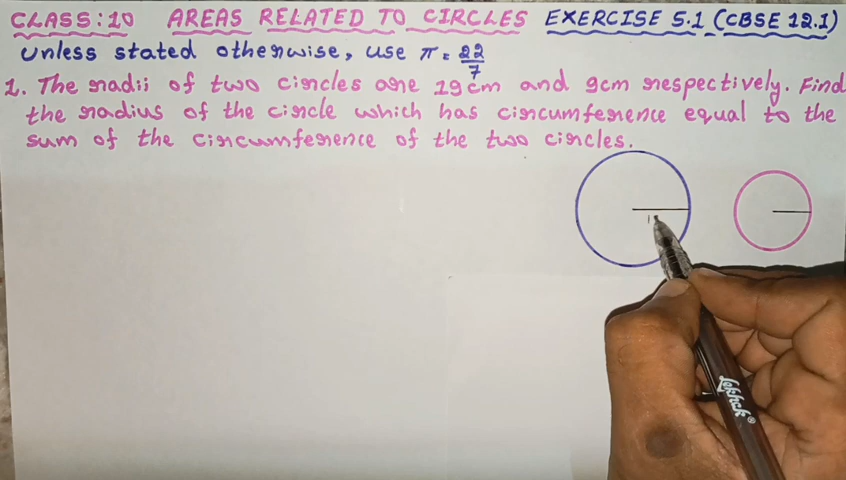 CLASS:10 AREAS RELATED TO CIRCLES EXERCISE 5.1 (CBSE 12.1)
Unless stated otherwise, use π = 22/7
1. The radii of two circles are 19cm and 9cm respectively. Find
the radius of the circle which has circumference equal to the
sum of the circumference of the two circles.
Lekhak®